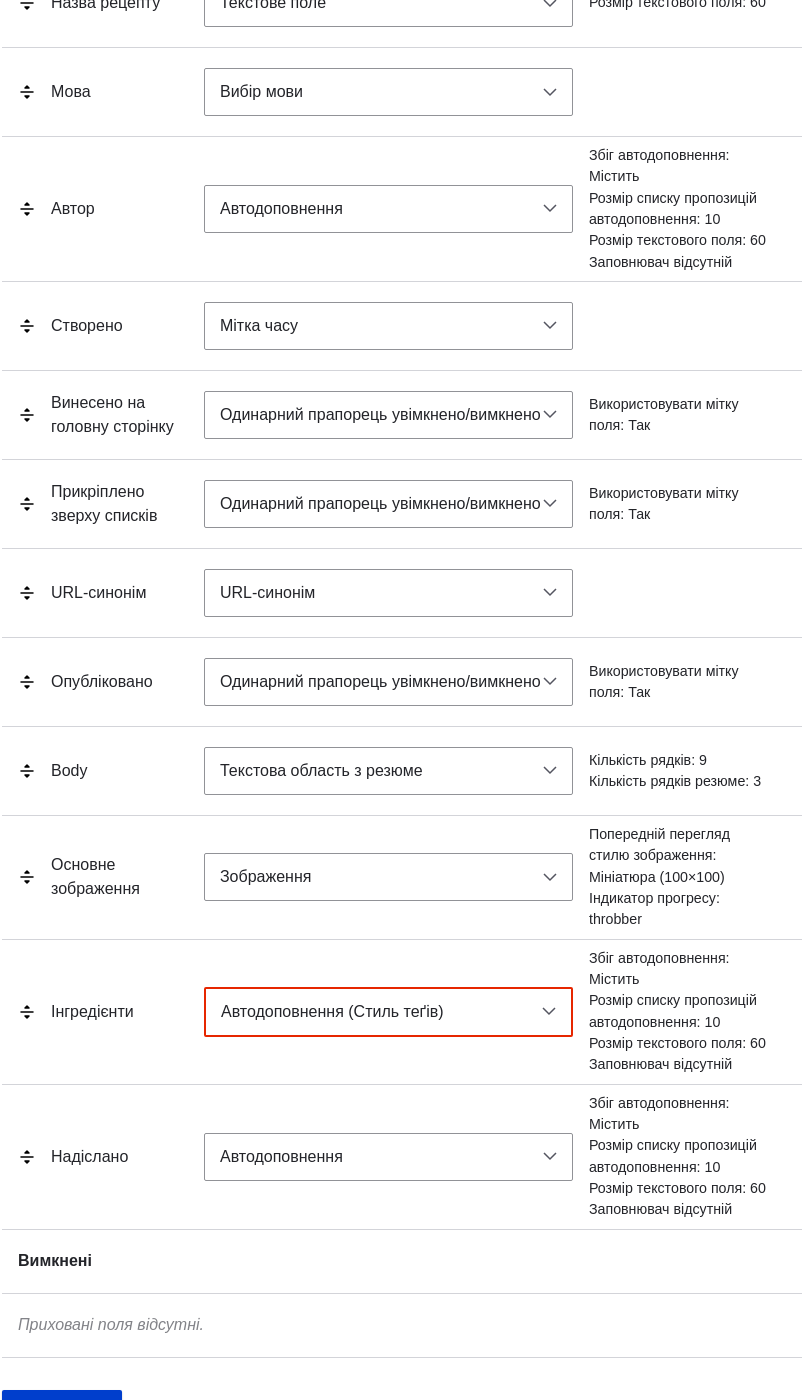 Назва рецепту
Текстове поле
Розмір текстового поля: 60
Мова
Вибір мови
Автор
Автодоповнення
Збіг автодоповнення:
Містить
Розмір списку пропозицій
автодоповнення: 10
Розмір текстового поля: 60
Заповнювач відсутній
Створено
Мітка часу
Винесено на
головну сторінку
Одинарний прапорець увімкнено/вимкнено
Використовувати мітку
поля: Так
Прикріплено
зверху списків
Одинарний прапорець увімкнено/вимкнено
Використовувати мітку
поля: Так
URL-синонім
URL-синонім
Опубліковано
Одинарний прапорець увімкнено/вимкнено
Використовувати мітку
поля: Так
Body
Текстова область з резюме
Кількість рядків: 9
Кількість рядків резюме: 3
Основне
зображення
Зображення
Попередній перегляд
стилю зображення:
Мініатюра (100×100)
Індикатор прогресу:
throbber
Інгредієнти
Автодоповнення (Стиль теґів)
Збіг автодоповнення:
Містить
Розмір списку пропозицій
автодоповнення: 10
Розмір текстового поля: 60
Заповнювач відсутній
Надіслано
Автодоповнення
Збіг автодоповнення:
Містить
Розмір списку пропозицій
автодоповнення: 10
Розмір текстового поля: 60
Заповнювач відсутній
Вимкнені
Приховані поля відсутні.